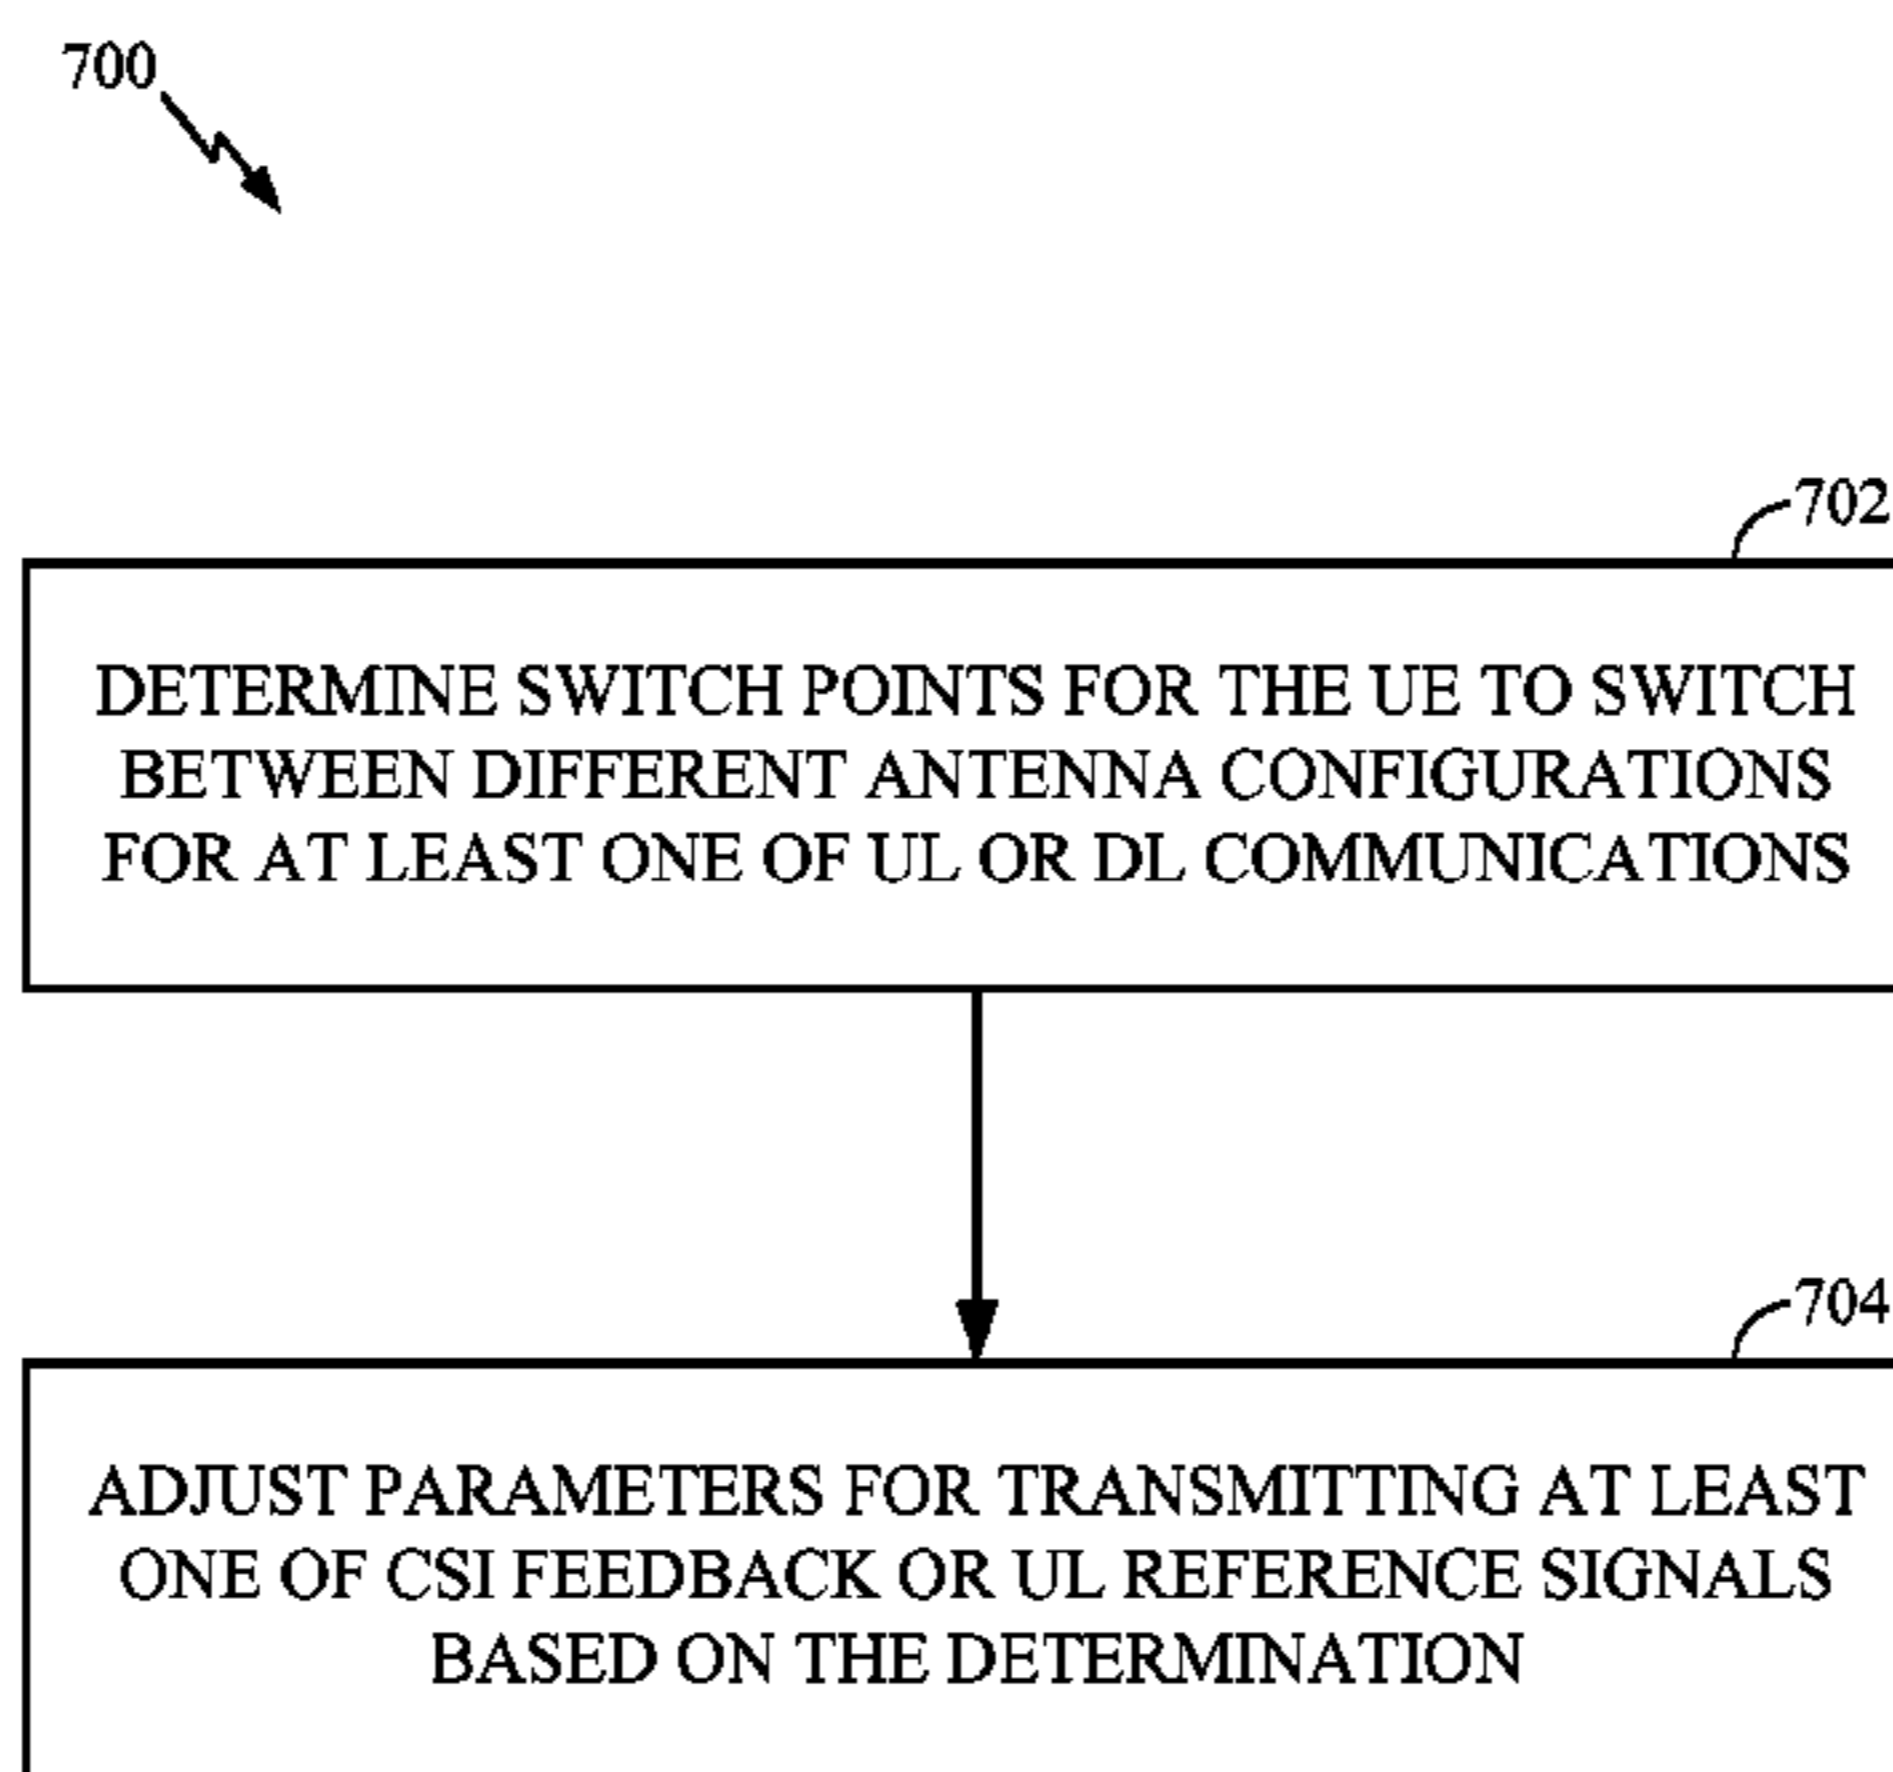 700
702
DETERMINE SWITCH POINTS FOR THE UE TO SWITCH
BETWEEN DIFFERENT ANTENNA CONFIGURATIONS
FOR AT LEAST ONE OF UL OR DL COMMUNICATIONS
704
ADJUST PARAMETERS FOR TRANSMITTING AT LEAST
ONE OF CSI FEEDBACK OR UL REFERENCE SIGNALS
BASED ON THE DETERMINATION